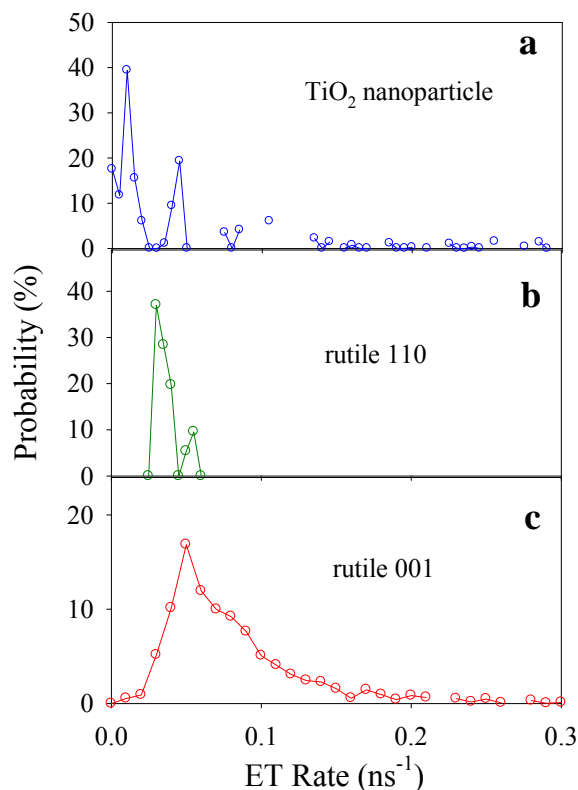 50
a
TiO₂ nanoparticle
40
30
20
10
0
b
40
rutile 110
30
20
10
0
Probability (%)
c
20
rutile 001
10
0
0.0 0.1 0.2 0.3
ET Rate (ns⁻¹)